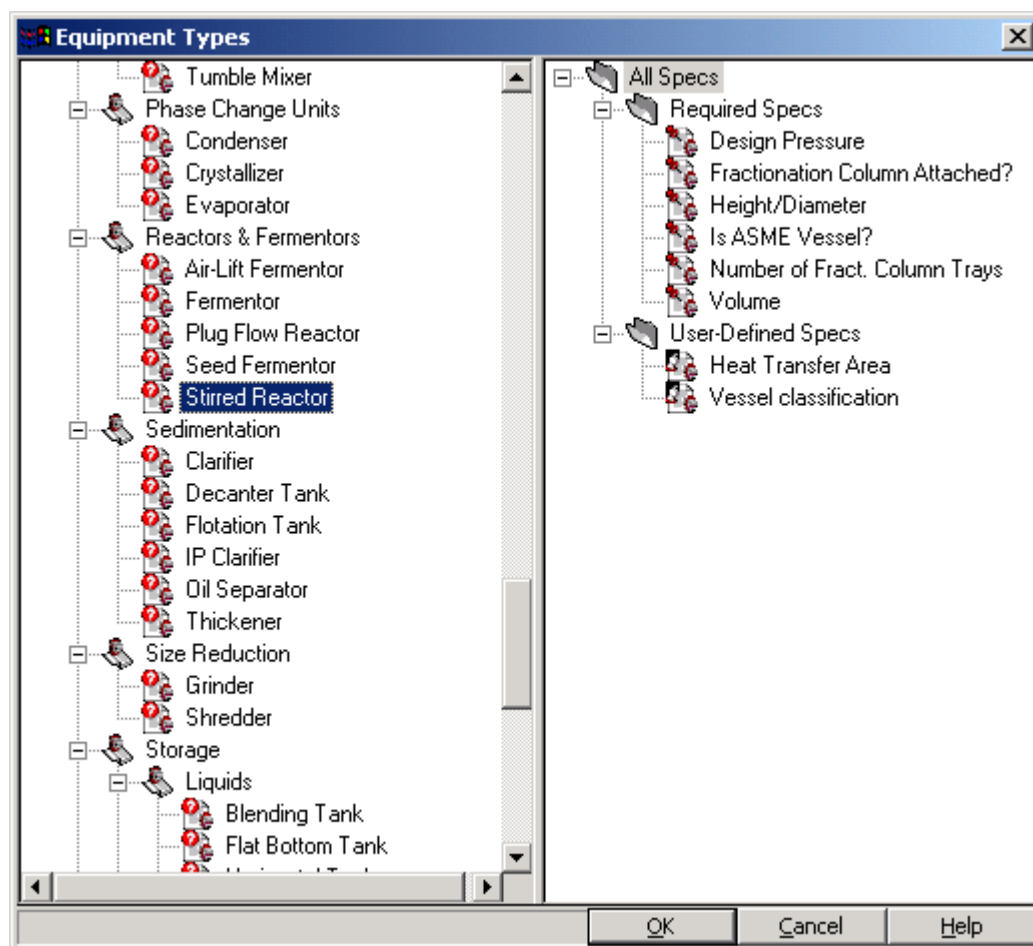 Equipment Types
Tumble Mixer
Phase Change Units
Condenser
Crystallizer
Evaporator
Reactors & Fermentors
Air-Lift Fermentor
Fermentor
Plug Flow Reactor
Seed Fermentor
Stirred Reactor
Sedimentation
Clarifier
Decanter Tank
Flotation Tank
IP Clarifier
Oil Separator
Thickener
Size Reduction
Grinder
Shredder
Storage
Liquids
Blending Tank
Flat Bottom Tank
All Specs
Required Specs
Design Pressure
Fractionation Column Attached?
Height/Diameter
Is ASME Vessel?
Number of Fract. Column Trays
Volume
User-Defined Specs
Heat Transfer Area
Vessel classification
OK Cancel Help